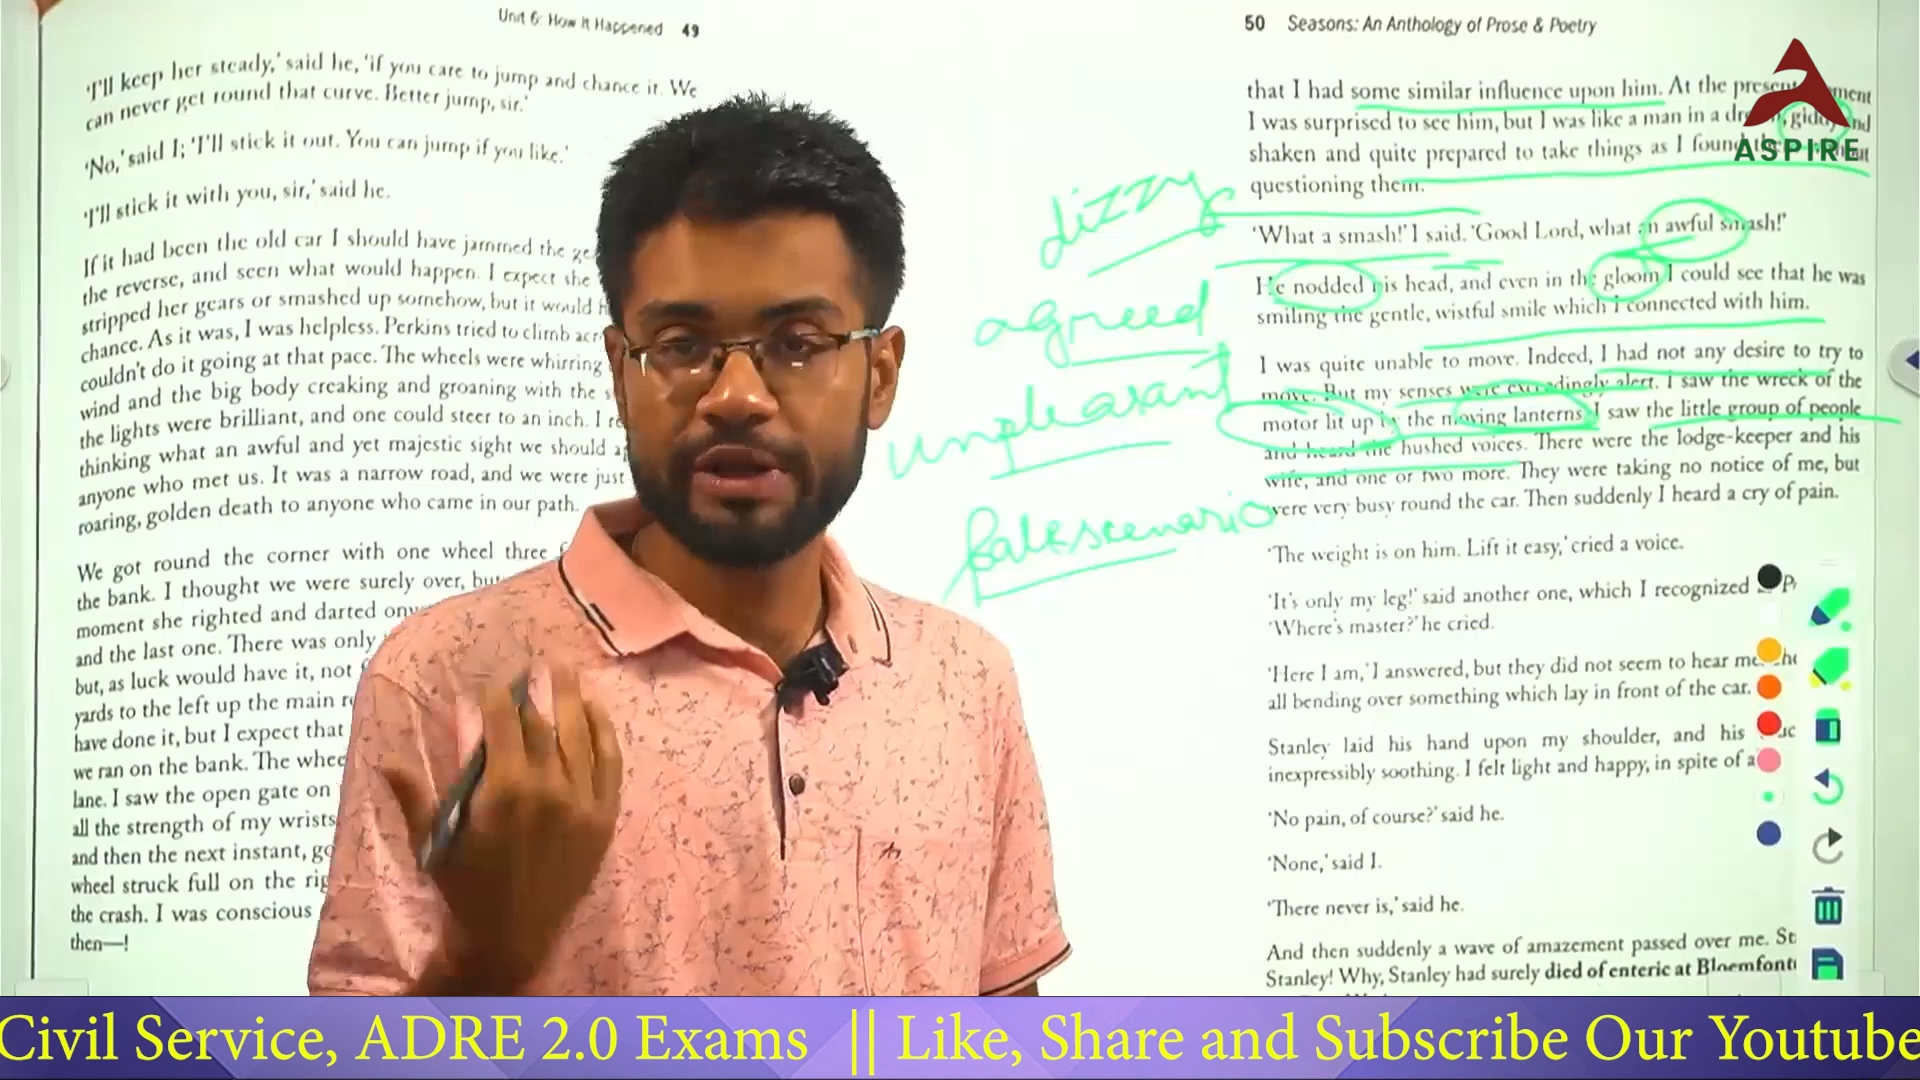 Unit 6: How It Happened 49
'I'll keep her steady,' said he, 'if you care to jump and chance it. We
can never get round that curve. Better jump, sir.'
'No,' said I; 'I'll stick it out. You can jump if you like.'
'I'll stick it with you, sir,' said he.
If it had been the old car I should have jammed the
the reverse, and seen what would happen. I expect she
stripped her gears or smashed up somehow, but it would
chance. As it was, I was helpless. Perkins tried to climb
couldn't do it going at that pace. The wheels were whirring
wind and the big body creaking and groaning with the
the lights were brilliant, and one could steer to an inch. I
thinking what an awful and yet majestic sight we should
anyone who met us. It was a narrow road, and we were just
roaring, golden death to anyone who came in our path.
We got round the corner with one wheel three
the bank. I thought we were surely over,
moment she righted and darted
and the last one. There was only
but, as luck would have it, not
yards to the left up the main
have done it, but I expect that
we ran on the bank. The
lane. I saw the open gate on
all the strength of my wrists
and then the next instant,
wheel struck full on the
the crash. I was conscious
then—!
dizzy
agreed
unpleasant
50 Seasons: An Anthology of Prose & Poetry
that I had some similar influence upon him. At the
I was surprised to see him, but I was like a man in a
shaken and quite prepared to take things as I
questioning them.
'What a smash!' I said. 'Good Lord, what an awful smash!'
He nodded his head, and even in the gloom I could see that he was
smiling the gentle, wistful smile which I connected with him.
I was quite unable to move. Indeed, I had not any desire to try to
move. But my senses were exceedingly alert. I saw the wreck of the
motor lit up by the moving lanterns. I saw the little group of people
and heard the hushed voices. There were the lodge-keeper and his
wife, and one or two more. They were taking no notice of me, but
were very busy round the car. Then suddenly I heard a cry of pain.
'The weight is on him. Lift it easy,' cried a voice.
'It's only my leg!' said another one, which I recognized
'Where's master?' he cried.
'Here I am,' I answered, but they did not seem to hear
all bending over something which lay in front of the car.
Stanley laid his hand upon my shoulder, and his
inexpressibly soothing. I felt light and happy, in spite of
'No pain, of course?' said he.
'None,' said I.
'There never is,' said he.
And then suddenly a wave of amazement passed over me.
Stanley! Why, Stanley had surely died of enteric at
ASPIRE
Civil Service, ADRE 2.0 Exams || Like, Share and Subscribe Our Youtube